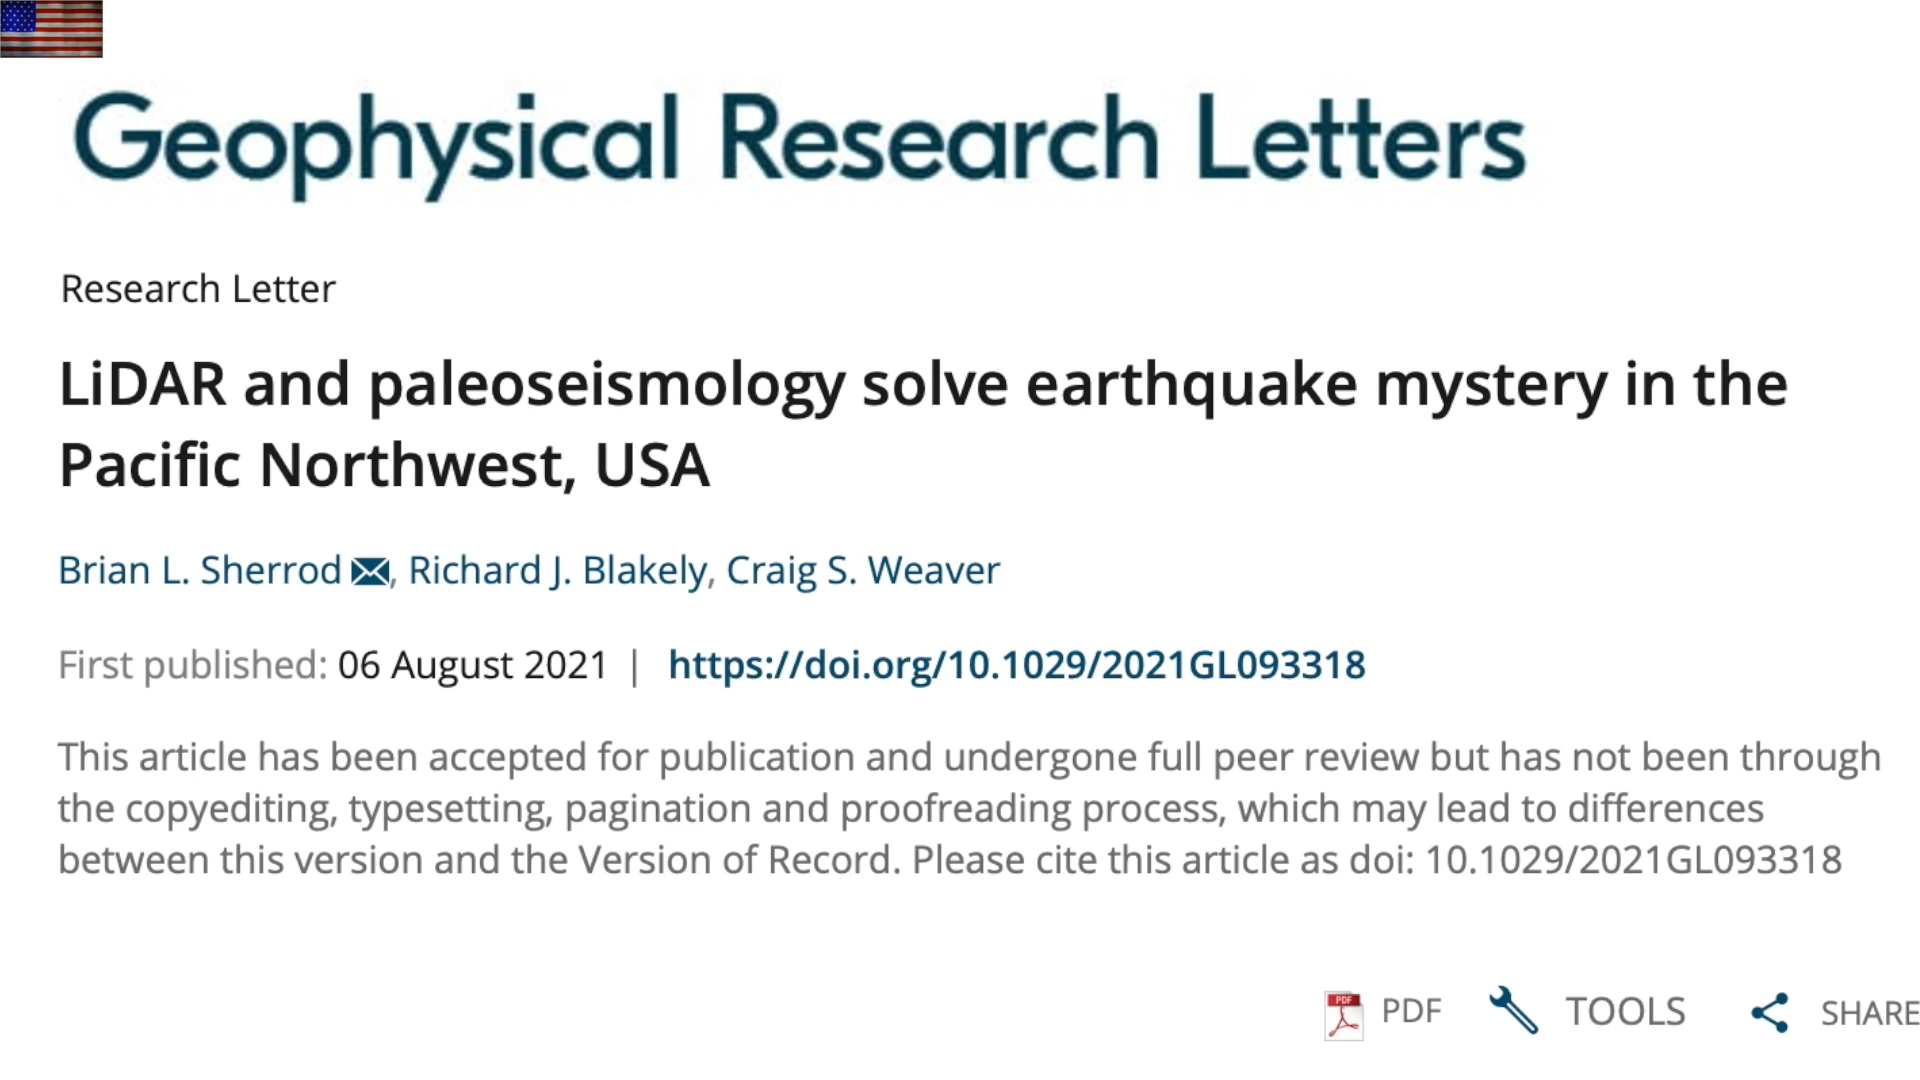 Geophysical Research Letters
Research Letter
LiDAR and paleoseismology solve earthquake mystery in the
Pacific Northwest, USA
Brian L. Sherrod, Richard J. Blakely, Craig S. Weaver
First published: 06 August 2021 | https://doi.org/10.1029/2021GL093318
This article has been accepted for publication and undergone full peer review but has not been through
the copyediting, typesetting, pagination and proofreading process, which may lead to differences
between this version and the Version of Record. Please cite this article as doi: 10.1029/2021GL093318
PDF PDF TOOLS SHARE